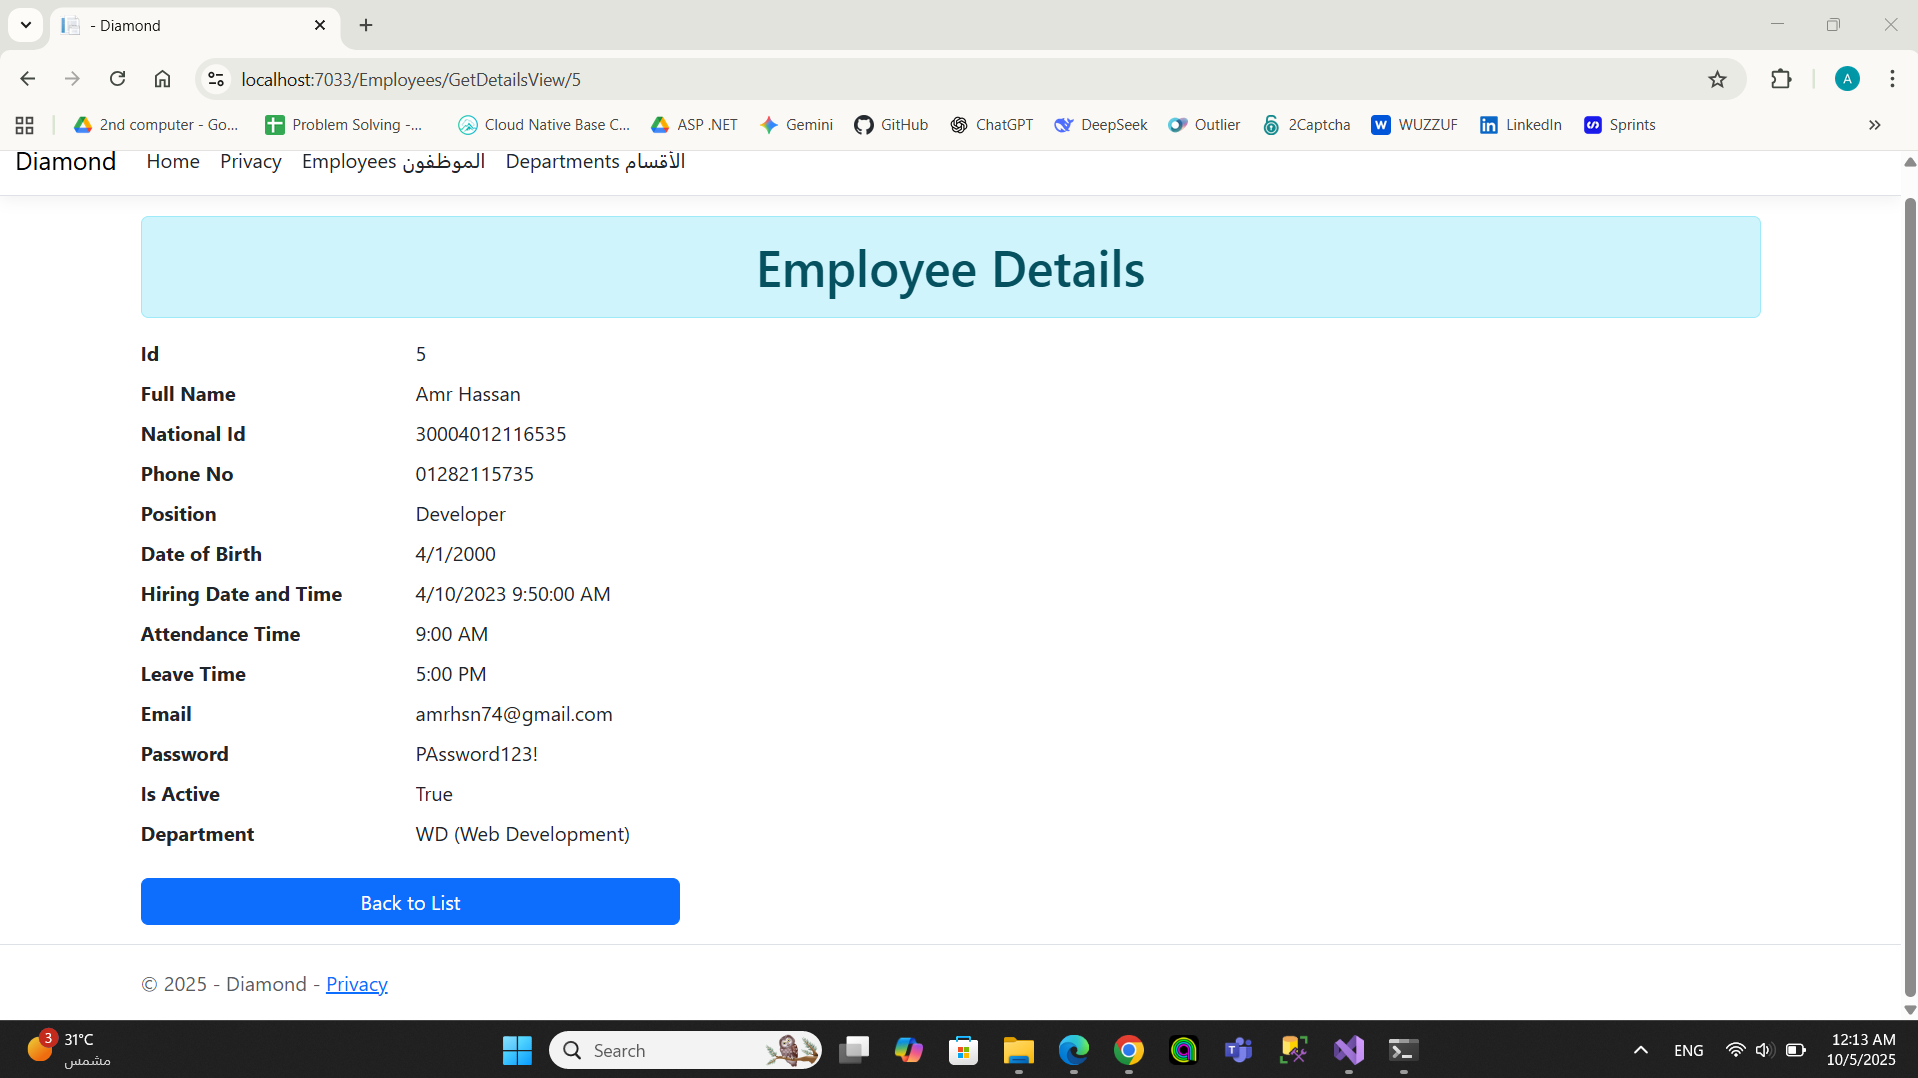 - Diamond
localhost:7033/Employees/GetDetailsView/5
A
2nd computer - Go...
Problem Solving -...
Cloud Native Base C...
ASP .NET
Gemini
GitHub
ChatGPT
DeepSeek
Outlier
2Captcha
WUZZUF
LinkedIn
Sprints
Diamond
Home
Privacy
Employees الموظفون
Departments الأقسام
Employee Details
Id 5
Full Name Amr Hassan
National Id 30004012116535
Phone No 01282115735
Position Developer
Date of Birth 4/1/2000
Hiring Date and Time 4/10/2023 9:50:00 AM
Attendance Time 9:00 AM
Leave Time 5:00 PM
Email amrhsn74@gmail.com
Password PAssword123!
Is Active True
Department WD (Web Development)
Back to List
© 2025 - Diamond - Privacy
3
31°C
مشمس
Search
ENG
12:13 AM
10/5/2025